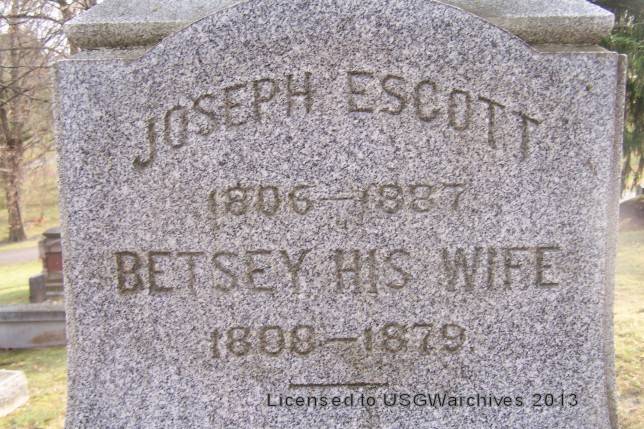 JOSEPH ESCOTT
1806—1887
BETSEY HIS WIFE
1808—1879.
Licensed to USGWarchives 2013